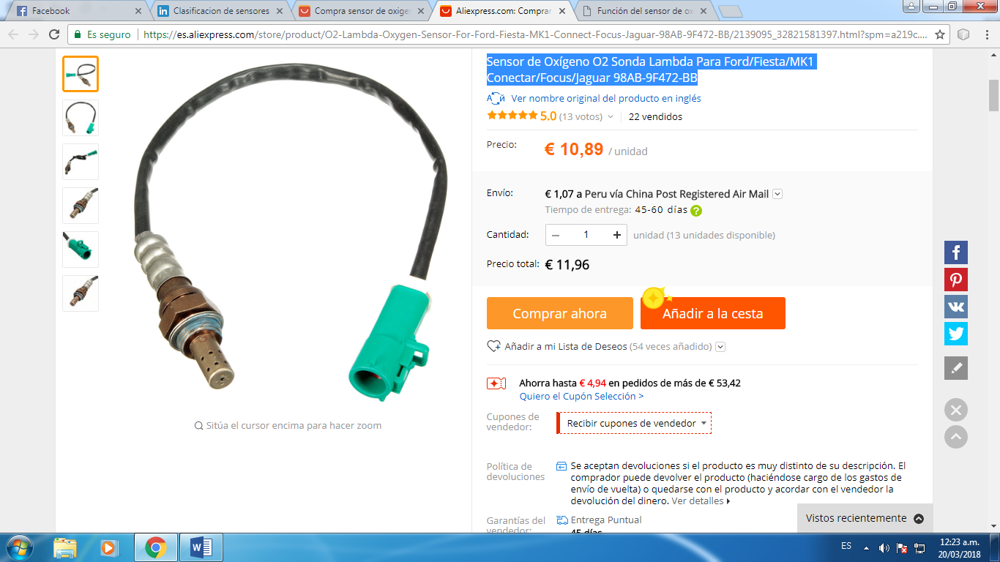 Facebook
Clasificacion de sensores
Compra sensor de oxige
Aliexpress.com: Comprar
Función del sensor de ox
Es seguro
https://es.aliexpress.com/store/product/O2-Lambda-Oxygen-Sensor-For-Ford-Fiesta-MK1-Connect-Focus-Jaguar-98AB-9F472-BB/2139095_32821581397.html?spm=a219c....
Sensor de Oxígeno O2 Sonda Lambda Para Ford/Fiesta/MK1
Conectar/Focus/Jaguar 98AB-9F472-BB
Ver nombre original del producto en inglés
5.0 (13 votos)
22 vendidos
Precio:
€ 10,89 / unidad
Envío:
€ 1,07 a Peru vía China Post Registered Air Mail
Tiempo de entrega: 45-60 días
Cantidad:
1
unidad (13 unidades disponible)
Precio total: € 11,96
Comprar ahora
Añadir a la cesta
Añadir a mi Lista de Deseos (54 veces añadido)
Ahorra hasta € 4,94 en pedidos de más de € 53,42
Quiero el Cupón Selección >
Sitúa el cursor encima para hacer zoom
Cupones de
vendedor:
Recibir cupones de vendedor
Política de
devoluciones
Se aceptan devoluciones si el producto es muy distinto de su descripción. El
comprador puede devolver el producto (haciéndose cargo de los gastos de
envío de vuelta) o quedarse con el producto y acordar con el vendedor la
devolución del dinero. Ver detalles
Garantías del
vendedor:
Entrega Puntual
45 días
Vistos recientemente
ES
12:23 a.m.
20/03/2018